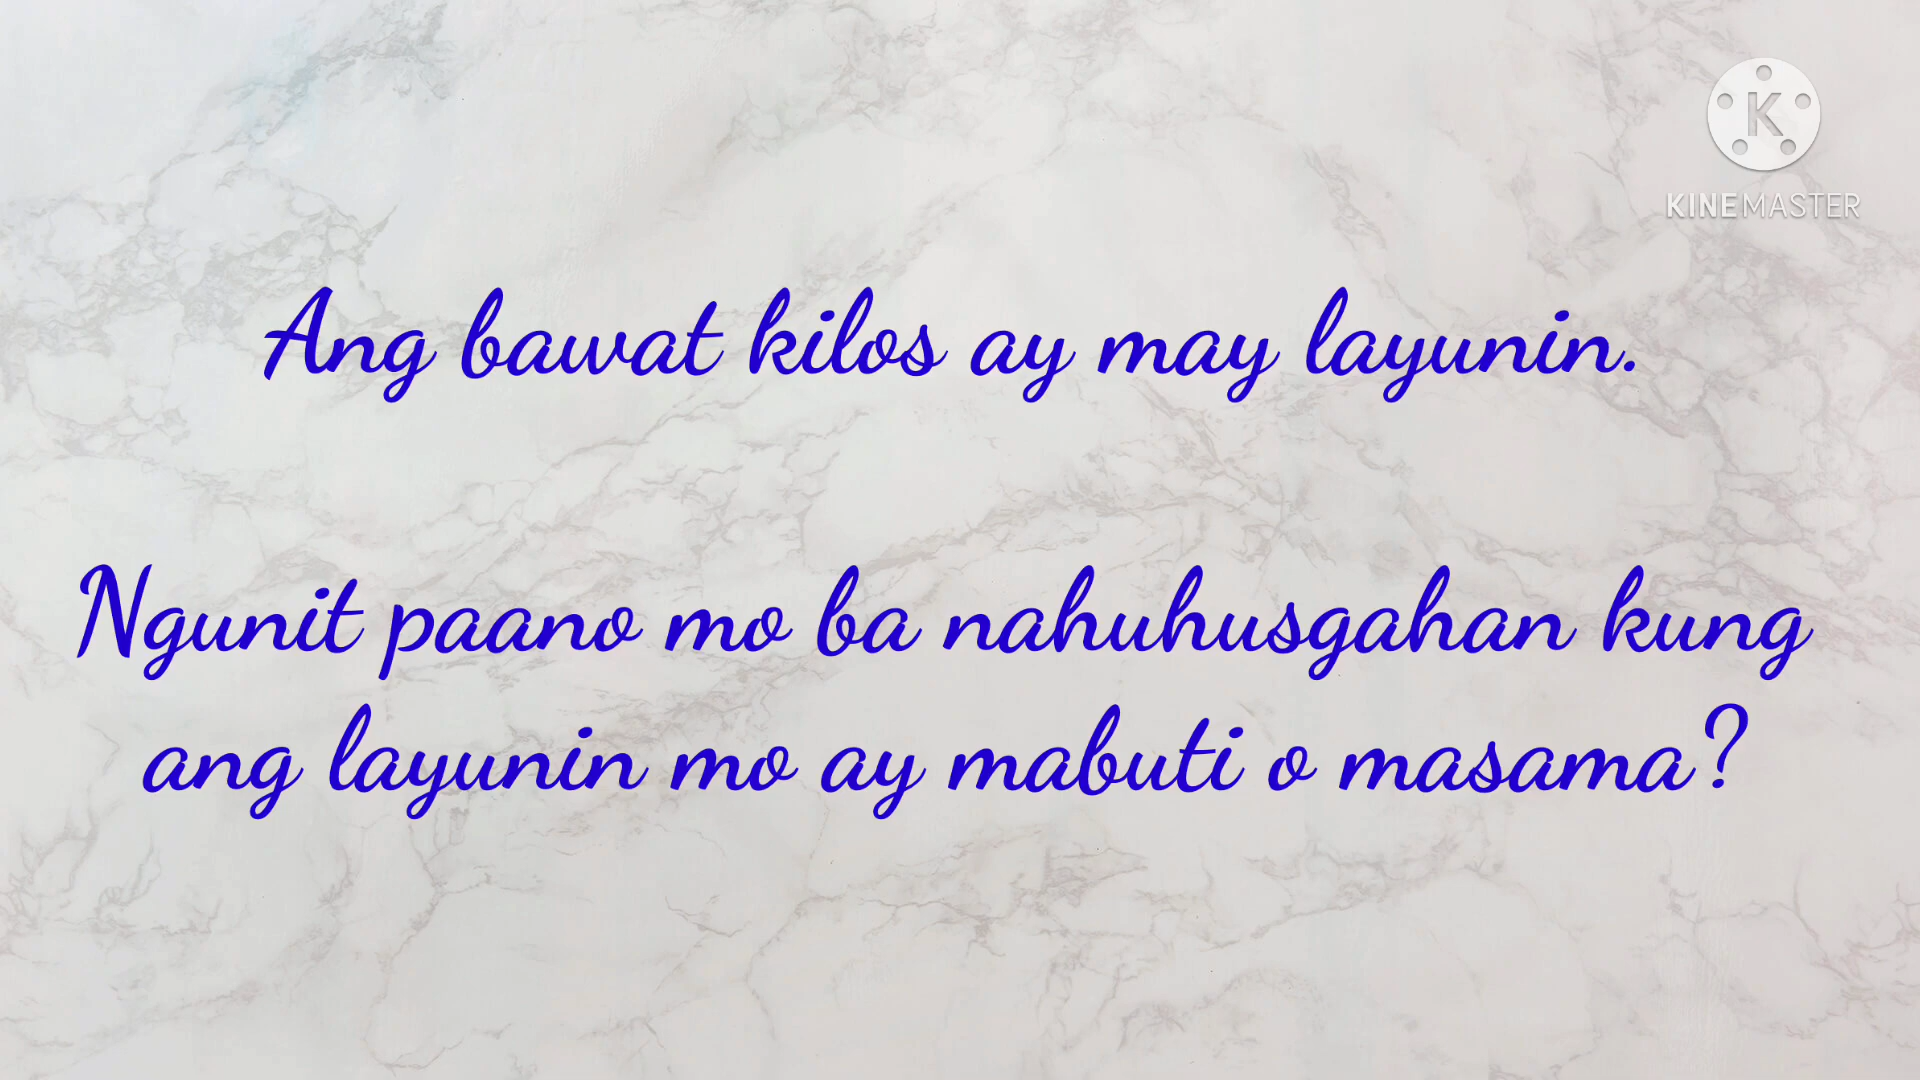 KINEMASTER
Ang bawat kilos ay may layunin.
Ngunit paano mo ba nahuhusgahan kung
ang layunin mo ay mabuti o masama?